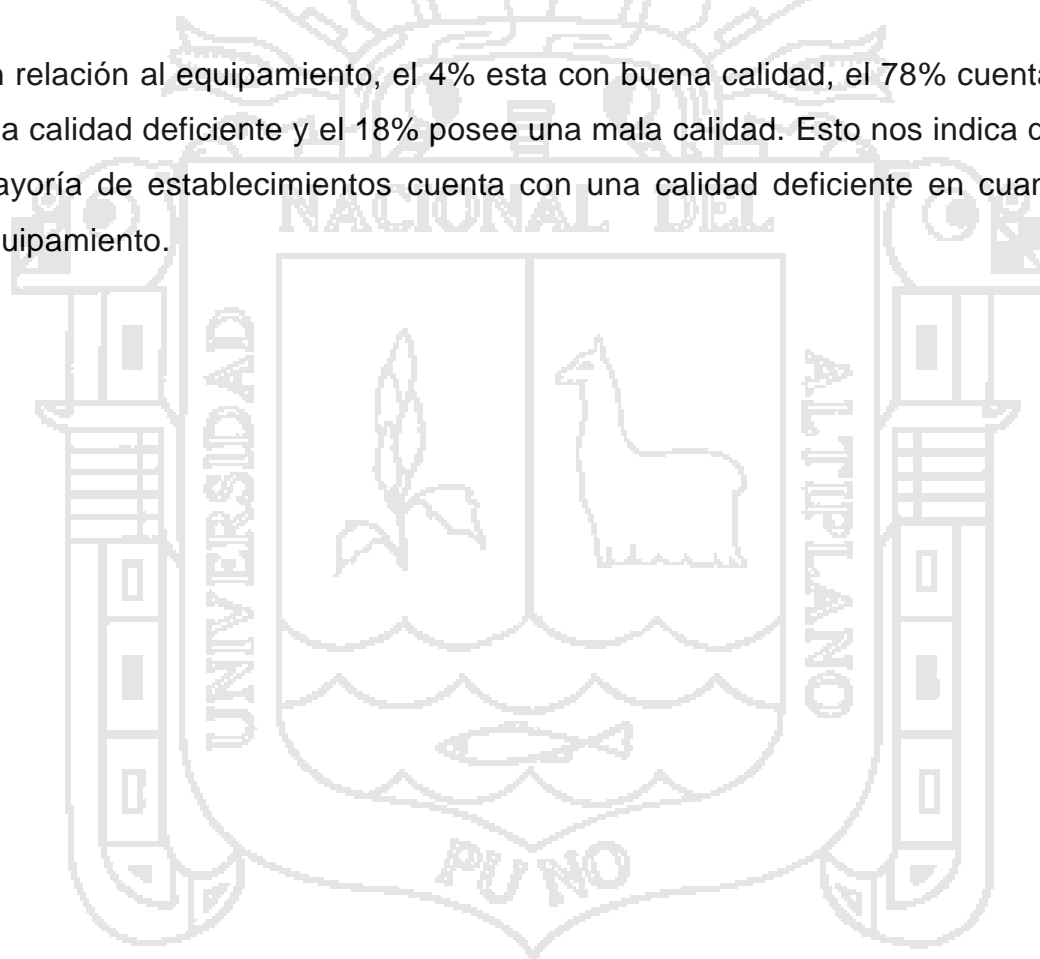 n relación al equipamiento, el 4% esta con buena calidad, el 78% cuenta
a calidad deficiente y el 18% posee una mala calidad. Esto nos indica
ayoría de establecimientos cuenta con una calidad deficiente en cuan
uipamiento.
NACIONAL DEL
UNIVERSIDAD
ALTIPLANO
PUNO